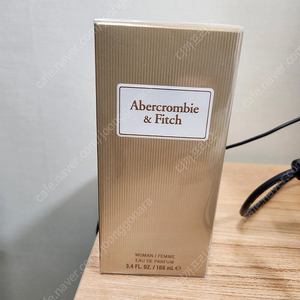 Abercrombie
& Fitch
WOMAN / FEMME
EAU DE PARFUM
3.4 FL. OZ. / 100 mL ℮